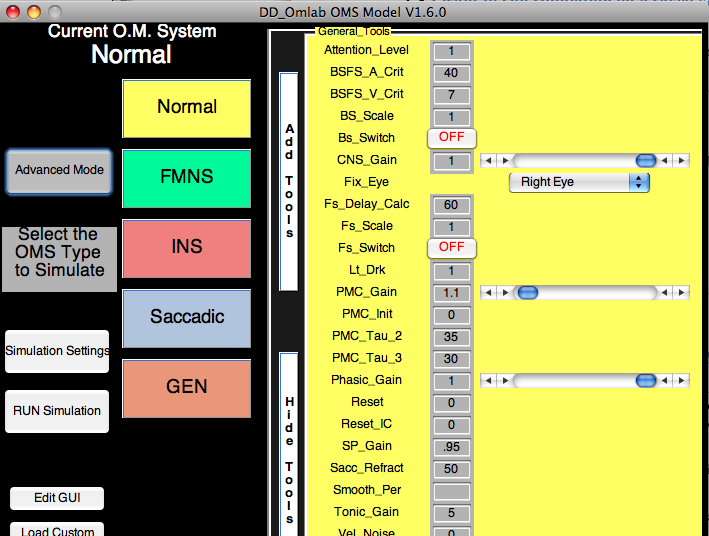 DD_Omlab OMS Model V1.6.0
Current O.M. System
Normal
Normal
FMNS
INS
Saccadic
GEN
Advanced Mode
Select the
OMS Type
to Simulate
Simulation Settings
RUN Simulation
Edit GUI
Load Custom
Add Tools
Hide Tools
General_Tools
Attention_Level 1
BSFS_A_Crit 40
BSFS_V_Crit 7
BS_Scale 1
Bs_Switch OFF
CNS_Gain 1
Fix_Eye Right Eye
Fs_Delay_Calc 60
Fs_Scale 1
Fs_Switch OFF
Lt_Drk 1
PMC_Gain 1.1
PMC_Init 0
PMC_Tau_2 35
PMC_Tau_3 30
Phasic_Gain 1
Reset 0
Reset_IC 0
SP_Gain .95
Sacc_Refract 50
Smooth_Per
Tonic_Gain 5
Vel_Noise 0